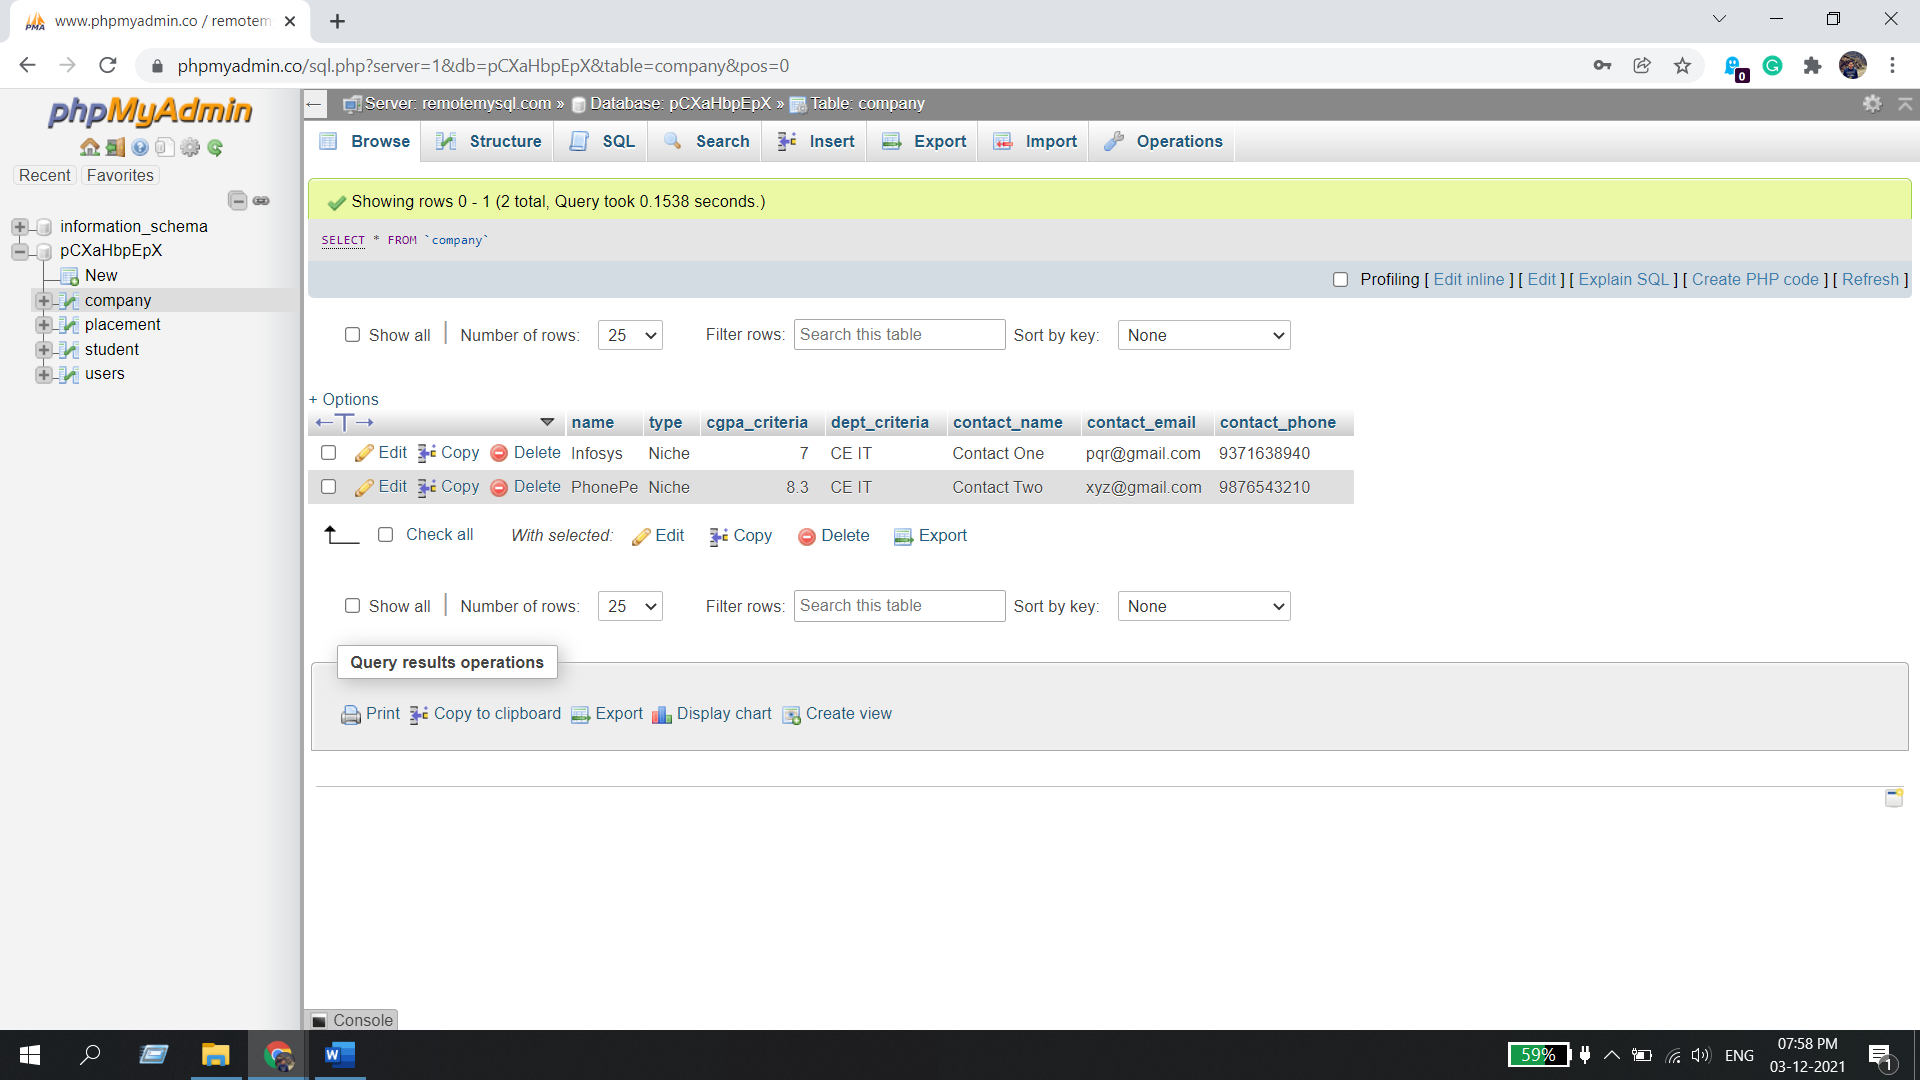 www.phpmyadmin.co / remotem
phpmyadmin.co/sql.php?server=1&db=pCXaHbpEpX&table=company&pos=0
0
phpMyAdmin
Recent Favorites
information_schema
pCXaHbpEpX
New
company
placement
student
users
Server: remotemysql.com » Database: pCXaHbpEpX » Table: company
Browse Structure SQL Search Insert Export Import Operations
Showing rows 0 - 1 (2 total, Query took 0.1538 seconds.)
SELECT * FROM `company`
Profiling [ Edit inline ] [ Edit ] [ Explain SQL ] [ Create PHP code ] [ Refresh ]
Show all Number of rows: 25 Filter rows: Search this table Sort by key: None
+ Options
name type cgpa_criteria dept_criteria contact_name contact_email contact_phone
Edit Copy Delete Infosys Niche 7 CE IT Contact One pqr@gmail.com 9371638940
Edit Copy Delete PhonePe Niche 8.3 CE IT Contact Two xyz@gmail.com 9876543210
Check all With selected: Edit Copy Delete Export
Show all Number of rows: 25 Filter rows: Search this table Sort by key: None
Query results operations
Print Copy to clipboard Export Display chart Create view
Console
59% ENG 07:58 PM
03-12-2021
1